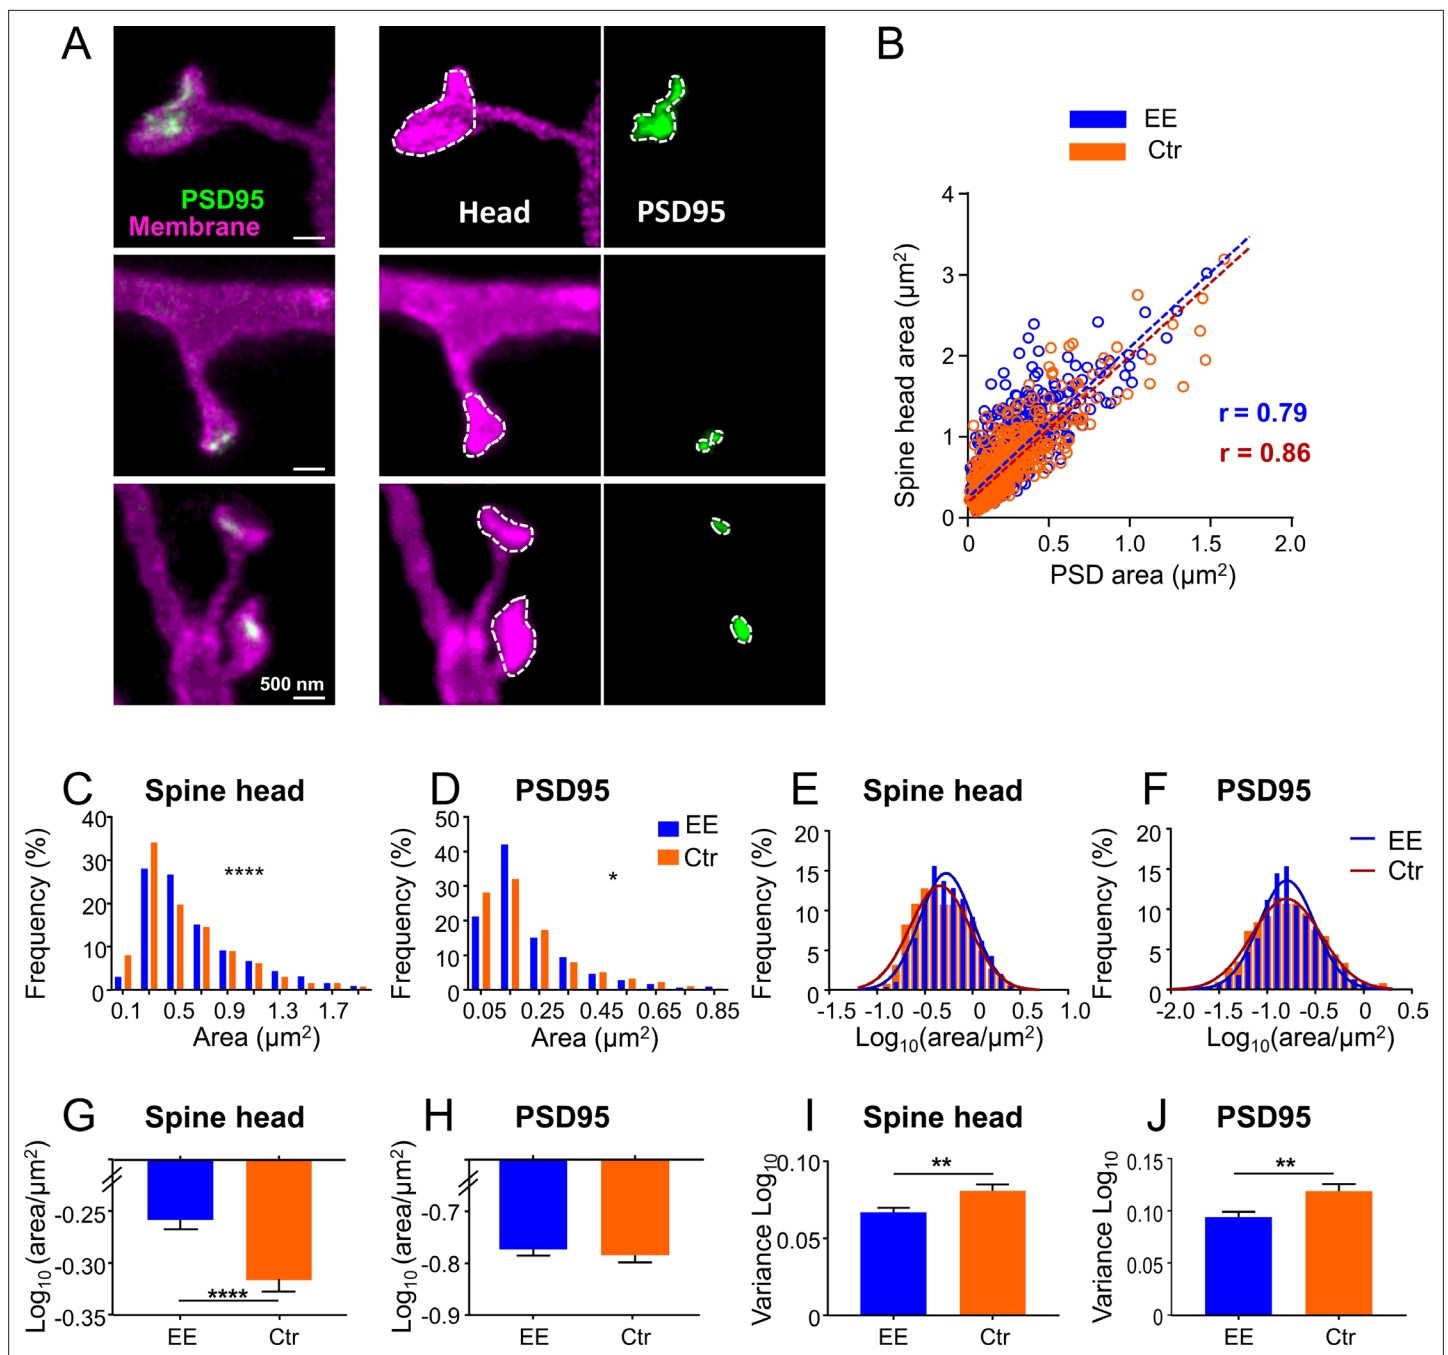 A
PSD95
Membrane
Head
PSD95
500 nm
B
EE
Ctr
Spine head area (µm²)
4
3
2
1
0
r = 0.79
r = 0.86
0 0.5 1.0 1.5 2.0
PSD area (µm²)
C Spine head
Frequency (%)
40
30
20
10
0
****
0.1 0.5 0.9 1.3 1.7
Area (µm²)
D PSD95
Frequency (%)
50
40
30
20
10
0
EE
Ctr
*
0.05 0.25 0.45 0.65 0.85
Area (µm²)
E Spine head
Frequency (%)
20
15
10
5
0
-1.5 -1.0 -0.5 0 0.5 1.0
Log₁₀(area/µm²)
F PSD95
Frequency (%)
20
15
10
5
0
EE
Ctr
-2.0 -1.5 -1.0 -0.5 0 0.5
Log₁₀(area/µm²)
G Spine head
Log₁₀ (area/µm²)
-0.25
-0.30
-0.35
****
EE Ctr
H PSD95
Log₁₀ (area/µm²)
-0.7
-0.8
-0.9
EE Ctr
I Spine head
Variance Log₁₀
0.10
0.05
0
**
EE Ctr
J PSD95
Variance Log₁₀
0.15
0.10
0.05
0
**
EE Ctr